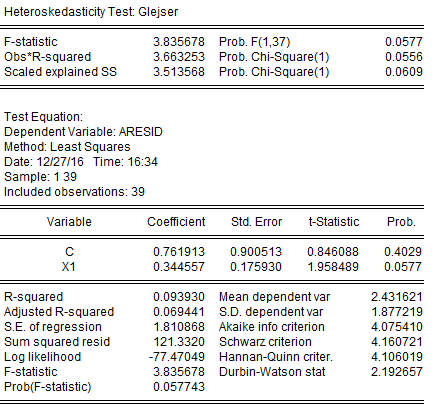 Heteroskedasticity Test: Glejser
F-statistic 3.835678 Prob. F(1,37) 0.0577
Obs*R-squared 3.663253 Prob. Chi-Square(1) 0.0556
Scaled explained SS 3.513568 Prob. Chi-Square(1) 0.0609
Test Equation:
Dependent Variable: ARESID
Method: Least Squares
Date: 12/27/16 Time: 16:34
Sample: 1 39
Included observations: 39
Variable Coefficient Std. Error t-Statistic Prob.
C 0.761913 0.900513 0.846088 0.4029
X1 0.344557 0.175930 1.958489 0.0577
R-squared 0.093930 Mean dependent var 2.431621
Adjusted R-squared 0.069441 S.D. dependent var 1.877219
S.E. of regression 1.810868 Akaike info criterion 4.075410
Sum squared resid 121.3320 Schwarz criterion 4.160721
Log likelihood -77.47049 Hannan-Quinn criter. 4.106019
F-statistic 3.835678 Durbin-Watson stat 2.192657
Prob(F-statistic) 0.057743